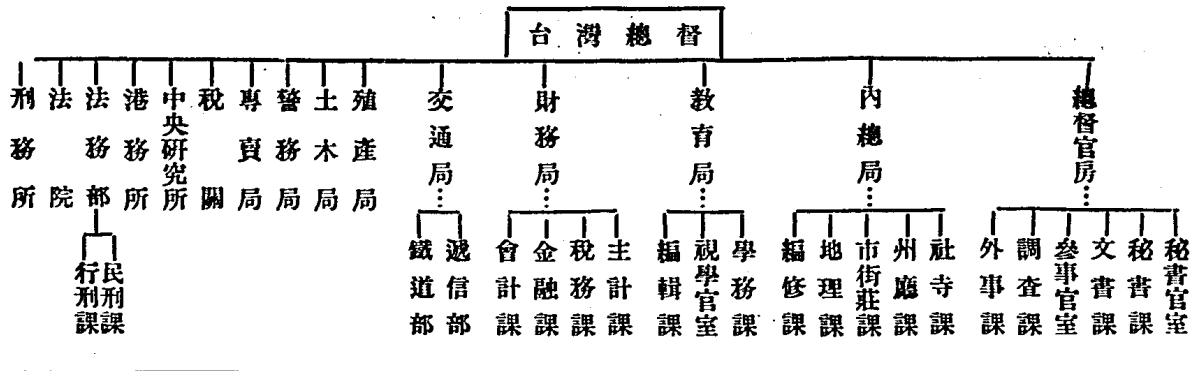 台灣總督
總督官房
內總局
教育局
財務局
交通局
殖產局
土木局
警務局
專賣局
稅關
中央研究所
港務所
法務部
法院
刑務所
秘書官室
秘書課
文書課
參事官室
調查課
外事課
社寺課
州廳課
市街莊課
地理課
編修課
學務課
視學官室
編輯課
主計課
稅務課
金融課
會計課
遞信部
鐵道部
民刑課
行刑課